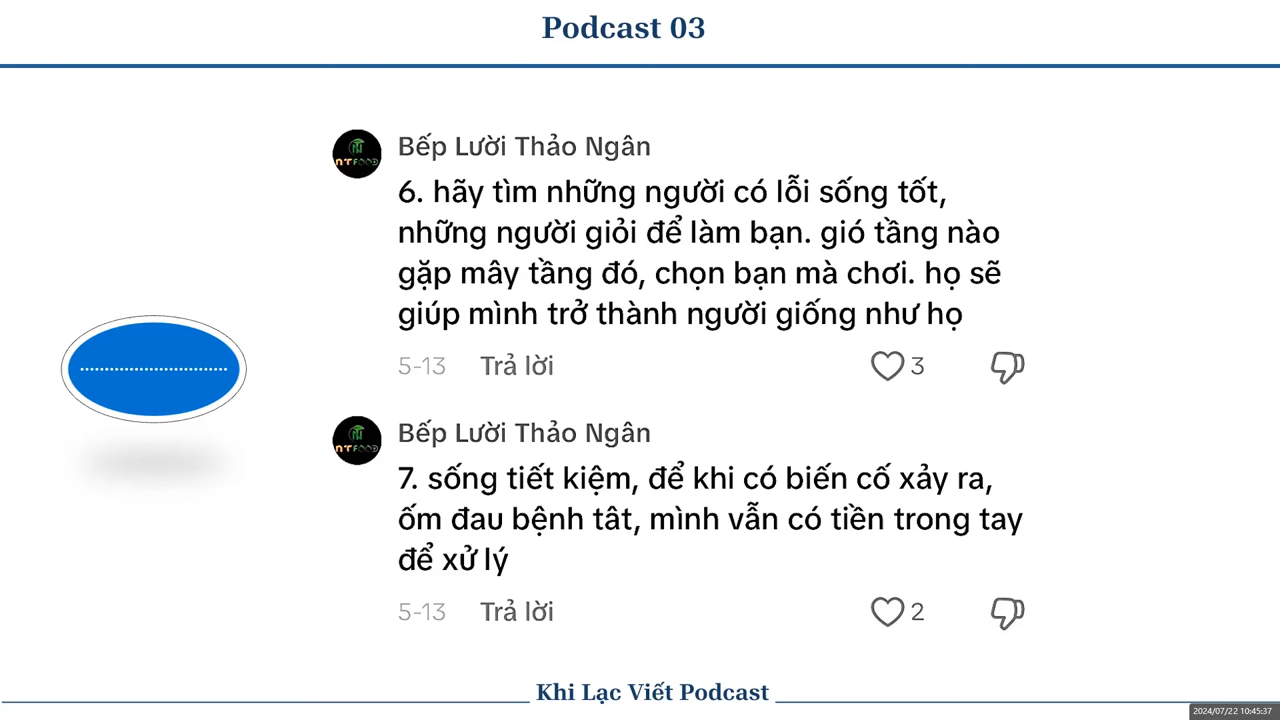 Podcast 03
Bếp Lười Thảo Ngân
6. hãy tìm những người có lỗi sống tốt,
những người giỏi để làm bạn. gió tầng nào
gặp mây tầng đó, chọn bạn mà chơi. họ sẽ
giúp mình trở thành người giống như họ
5-13 Trả lời 3
Bếp Lười Thảo Ngân
7. sống tiết kiệm, để khi có biến cố xảy ra,
ốm đau bệnh tât, mình vẫn có tiền trong tay
để xử lý
5-13 Trả lời 2
Khi Lạc Viết Podcast
2024/07/22 10:45:37